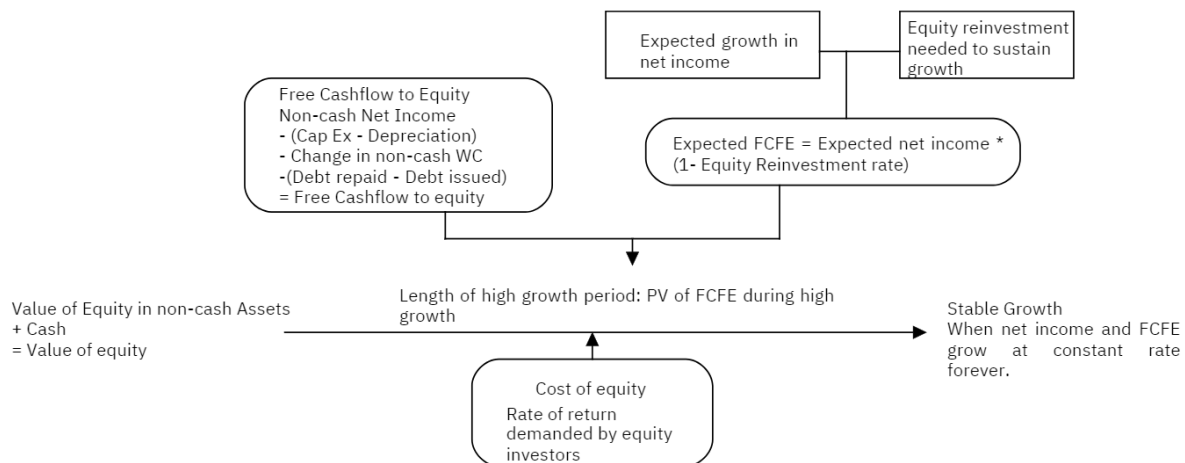 Expected growth in
net income
Equity reinvestment
needed to sustain
growth
Free Cashflow to Equity
Non-cash Net Income
- (Cap Ex - Depreciation)
- Change in non-cash WC
-(Debt repaid - Debt issued)
= Free Cashflow to equity
Expected FCFE = Expected net income *
(1- Equity Reinvestment rate)
Value of Equity in non-cash Assets
+ Cash
= Value of equity
Length of high growth period: PV of FCFE during high
growth
Stable Growth
When net income and FCFE
grow at constant rate
forever.
Cost of equity
Rate of return
demanded by equity
investors